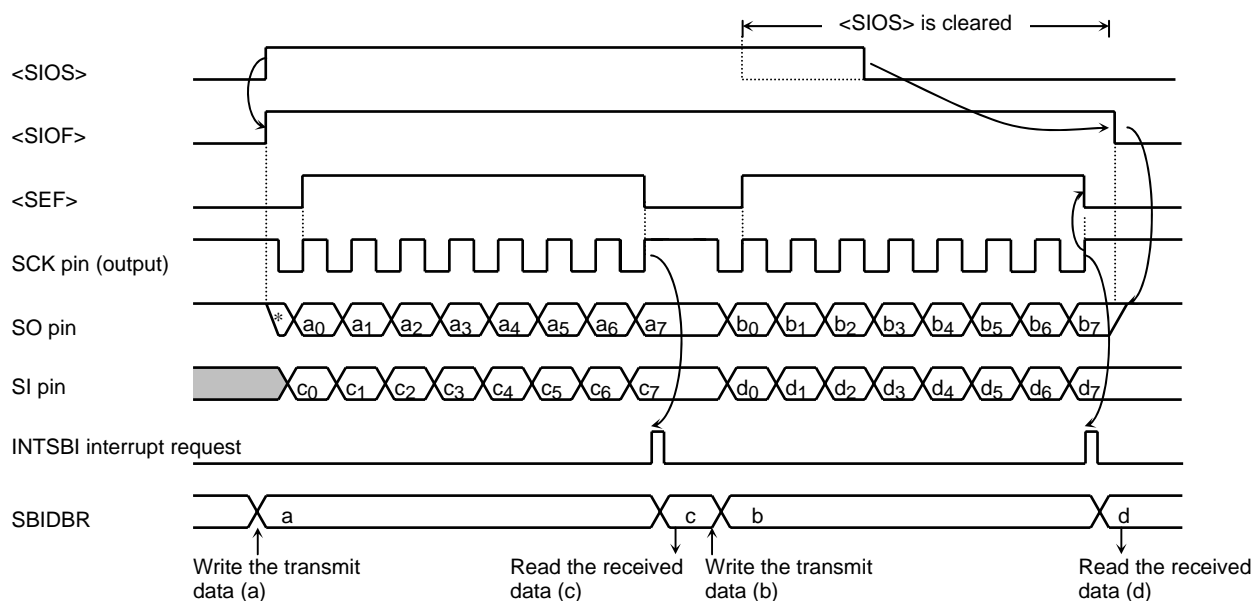 <SIOS> is cleared
<SIOS>
<SIOF>
<SEF>
SCK pin (output)
SO pin
* a0 a1 a2 a3 a4 a5 a6 a7 b0 b1 b2 b3 b4 b5 b6 b7
SI pin
c0 c1 c2 c3 c4 c5 c6 c7 d0 d1 d2 d3 d4 d5 d6 d7
INTSBI interrupt request
SBIDBR
a c b d
Write the transmit
data (a)
Read the received
data (c)
Write the transmit
data (b)
Read the received
data (d)